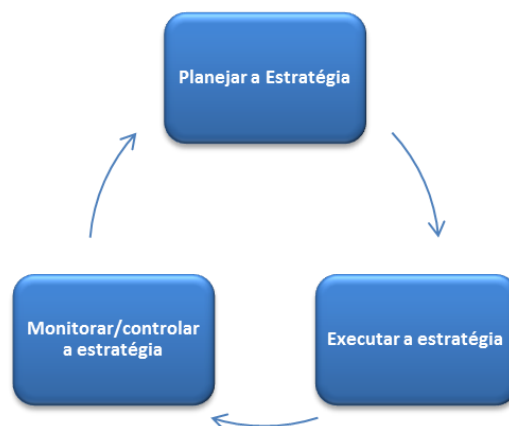 Planejar a Estratégia
Monitorar/controlar
a estratégia
Executar a estratégia